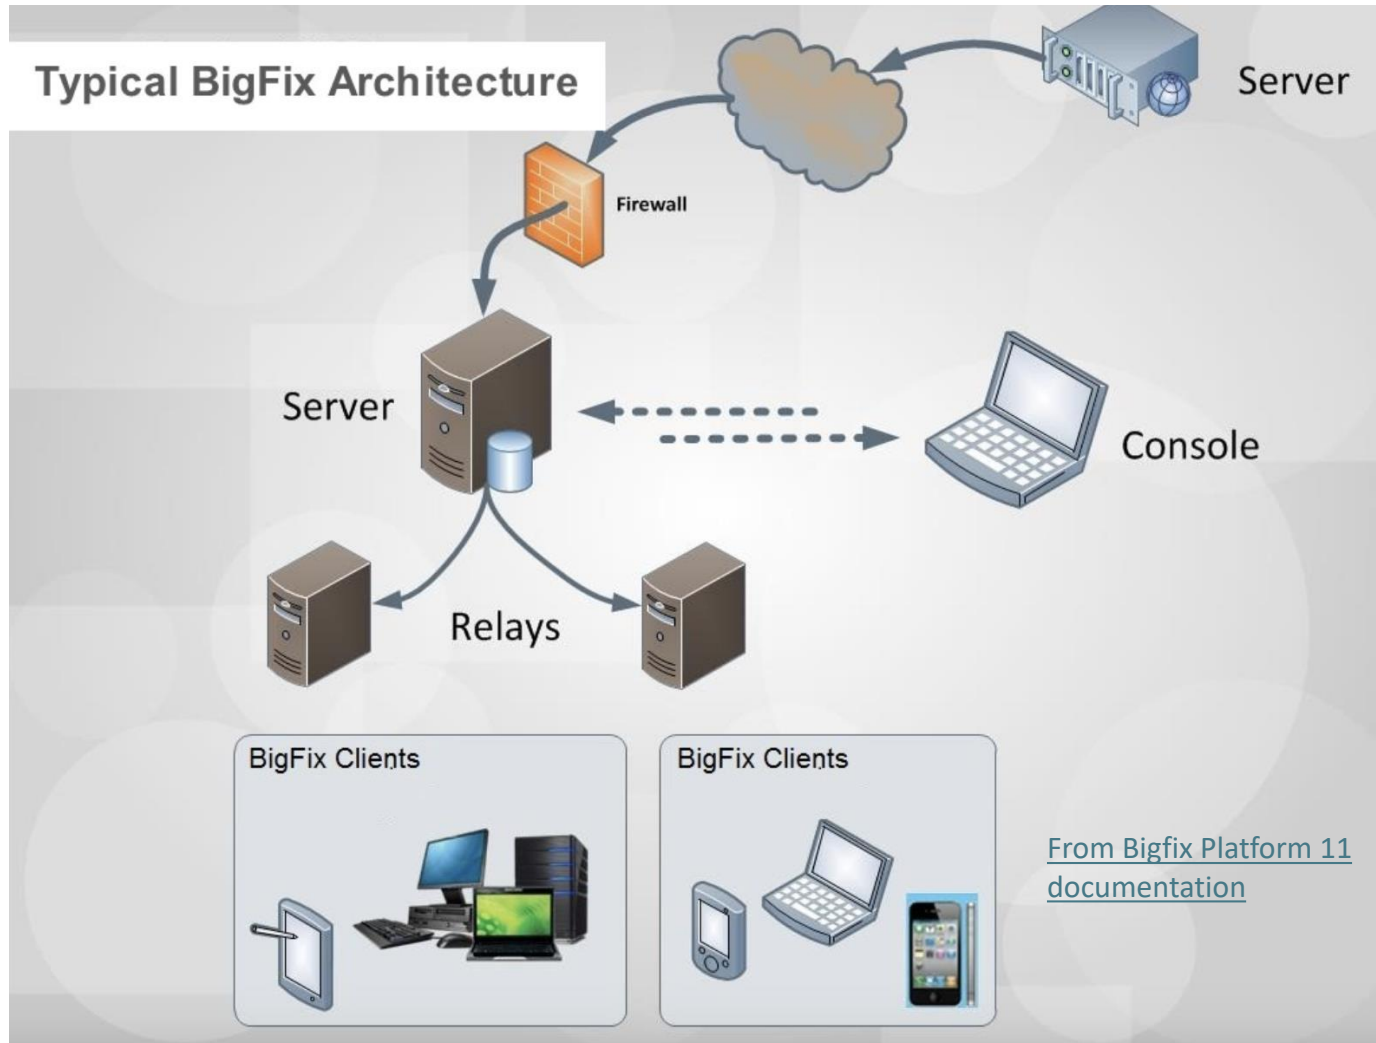 Typical BigFix Architecture
Server
Firewall
Server
Console
Relays
BigFix Clients
BigFix Clients
From Bigfix Platform 11
documentation